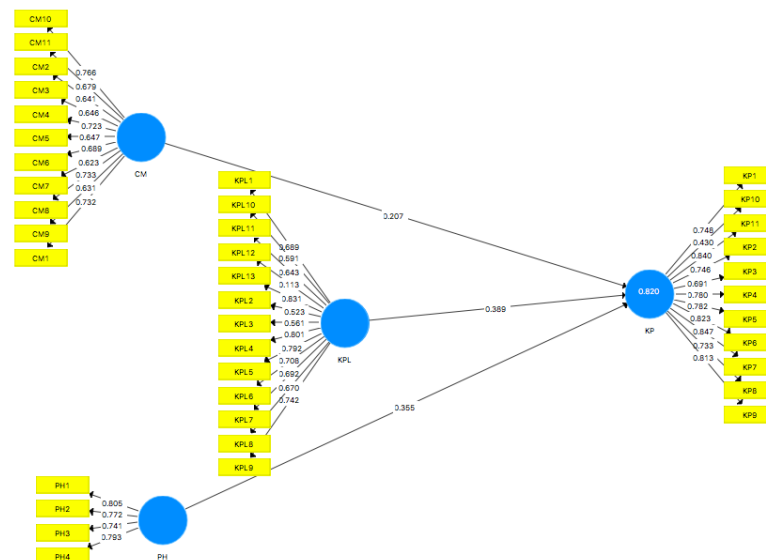 CM10
CM11
CM2
CM3
CM4
CM5
CM6
CM7
CM8
CM9
CM1
0.766
0.679
0.641
0.646
0.723
0.647
0.689
0.623
0.733
0.631
0.732
CM
KPL1
KPL10
KPL11
KPL12
KPL13
KPL2
KPL3
KPL4
KPL5
KPL6
KPL7
KPL8
KPL9
0.689
0.591
0.643
0.113
0.831
0.523
0.561
0.801
0.792
0.708
0.692
0.670
0.742
KPL
PH1
PH2
PH3
PH4
0.805
0.772
0.741
0.793
PH
0.207
0.389
0.355
0.820
KP
0.748
0.430
0.840
0.746
0.691
0.780
0.782
0.823
0.847
0.733
0.813
KP1
KP10
KP11
KP2
KP3
KP4
KP5
KP6
KP7
KP8
KP9